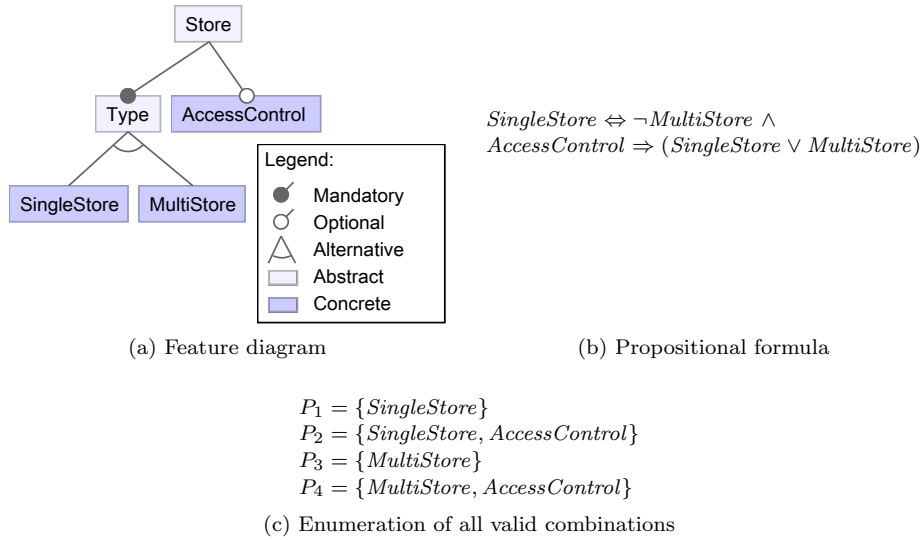 Store
Type
AccessControl
SingleStore
MultiStore
Legend:
Mandatory
Optional
Alternative
Abstract
Concrete
(a) Feature diagram
SingleStore ⇔ ¬MultiStore ∧
AccessControl ⇒ (SingleStore ∨ MultiStore)
(b) Propositional formula
P₁ = {SingleStore}
P₂ = {SingleStore, AccessControl}
P₃ = {MultiStore}
P₄ = {MultiStore, AccessControl}
(c) Enumeration of all valid combinations